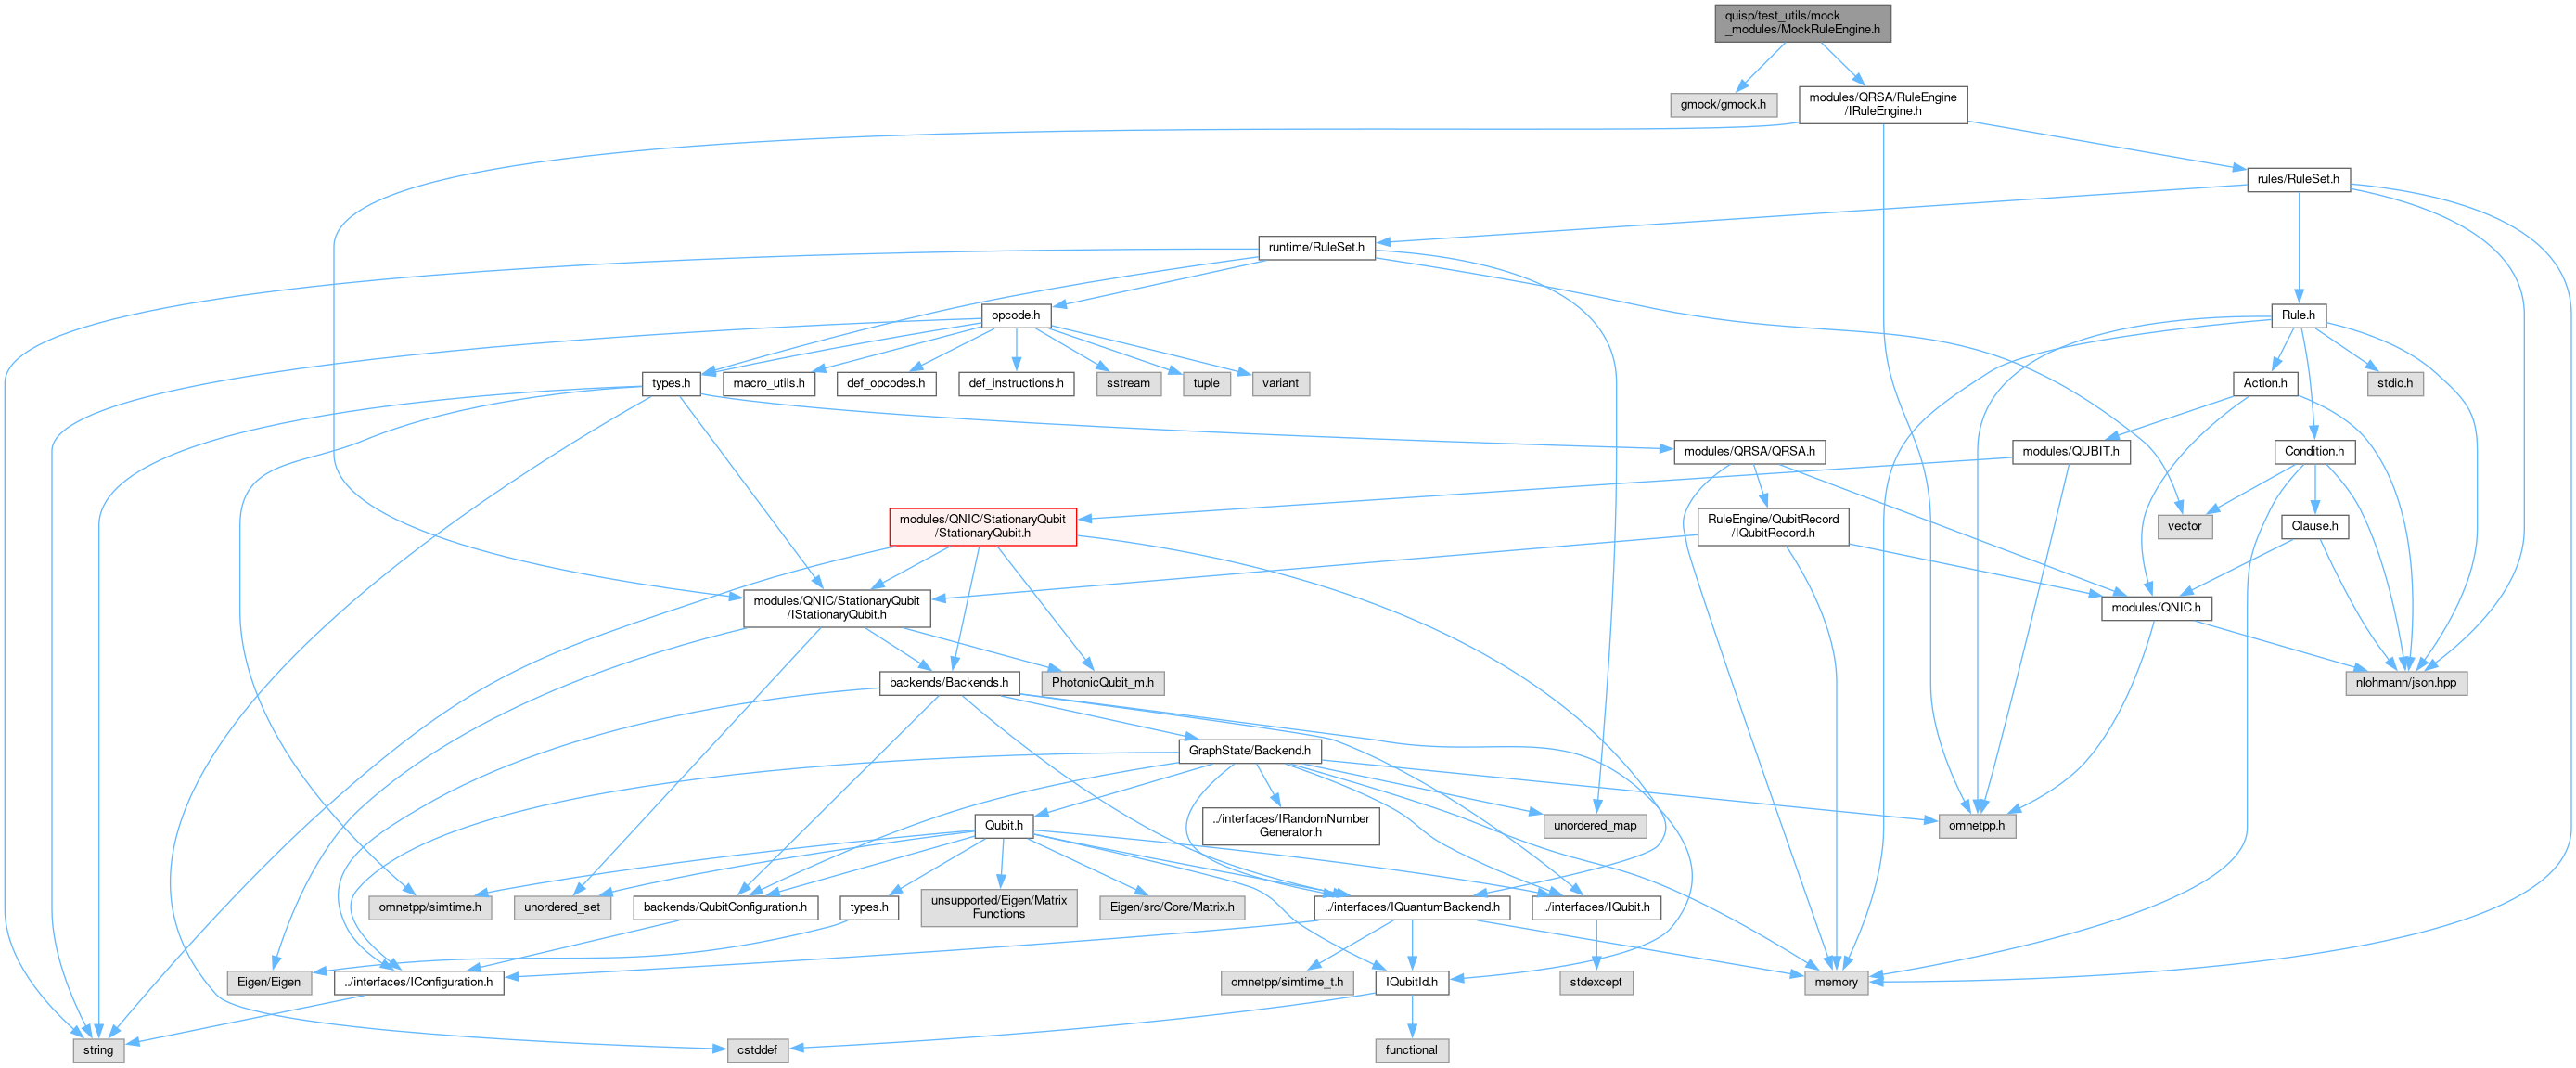 quisp/test_utils/mock
_modules/MockRuleEngine.h
gmock/gmock.h
modules/QRSA/RuleEngine
/IRuleEngine.h
rules/RuleSet.h
runtime/RuleSet.h
opcode.h
Rule.h
types.h
macro_utils.h
def_opcodes.h
def_instructions.h
sstream
tuple
variant
Action.h
stdio.h
modules/QRSA/QRSA.h
modules/QUBIT.h
Condition.h
modules/QNIC/StationaryQubit
/StationaryQubit.h
RuleEngine/QubitRecord
/IQubitRecord.h
vector
Clause.h
modules/QNIC/StationaryQubit
/IStationaryQubit.h
modules/QNIC.h
backends/Backends.h
PhotonicQubit_m.h
nlohmann/json.hpp
GraphState/Backend.h
Qubit.h
../interfaces/IRandomNumber
Generator.h
unordered_map
omnetpp.h
omnetpp/simtime.h
unordered_set
backends/QubitConfiguration.h
types.h
unsupported/Eigen/Matrix
Functions
Eigen/src/Core/Matrix.h
../interfaces/IQuantumBackend.h
../interfaces/IQubit.h
Eigen/Eigen
../interfaces/IConfiguration.h
omnetpp/simtime_t.h
IQubitId.h
stdexcept
memory
string
cstddef
functional